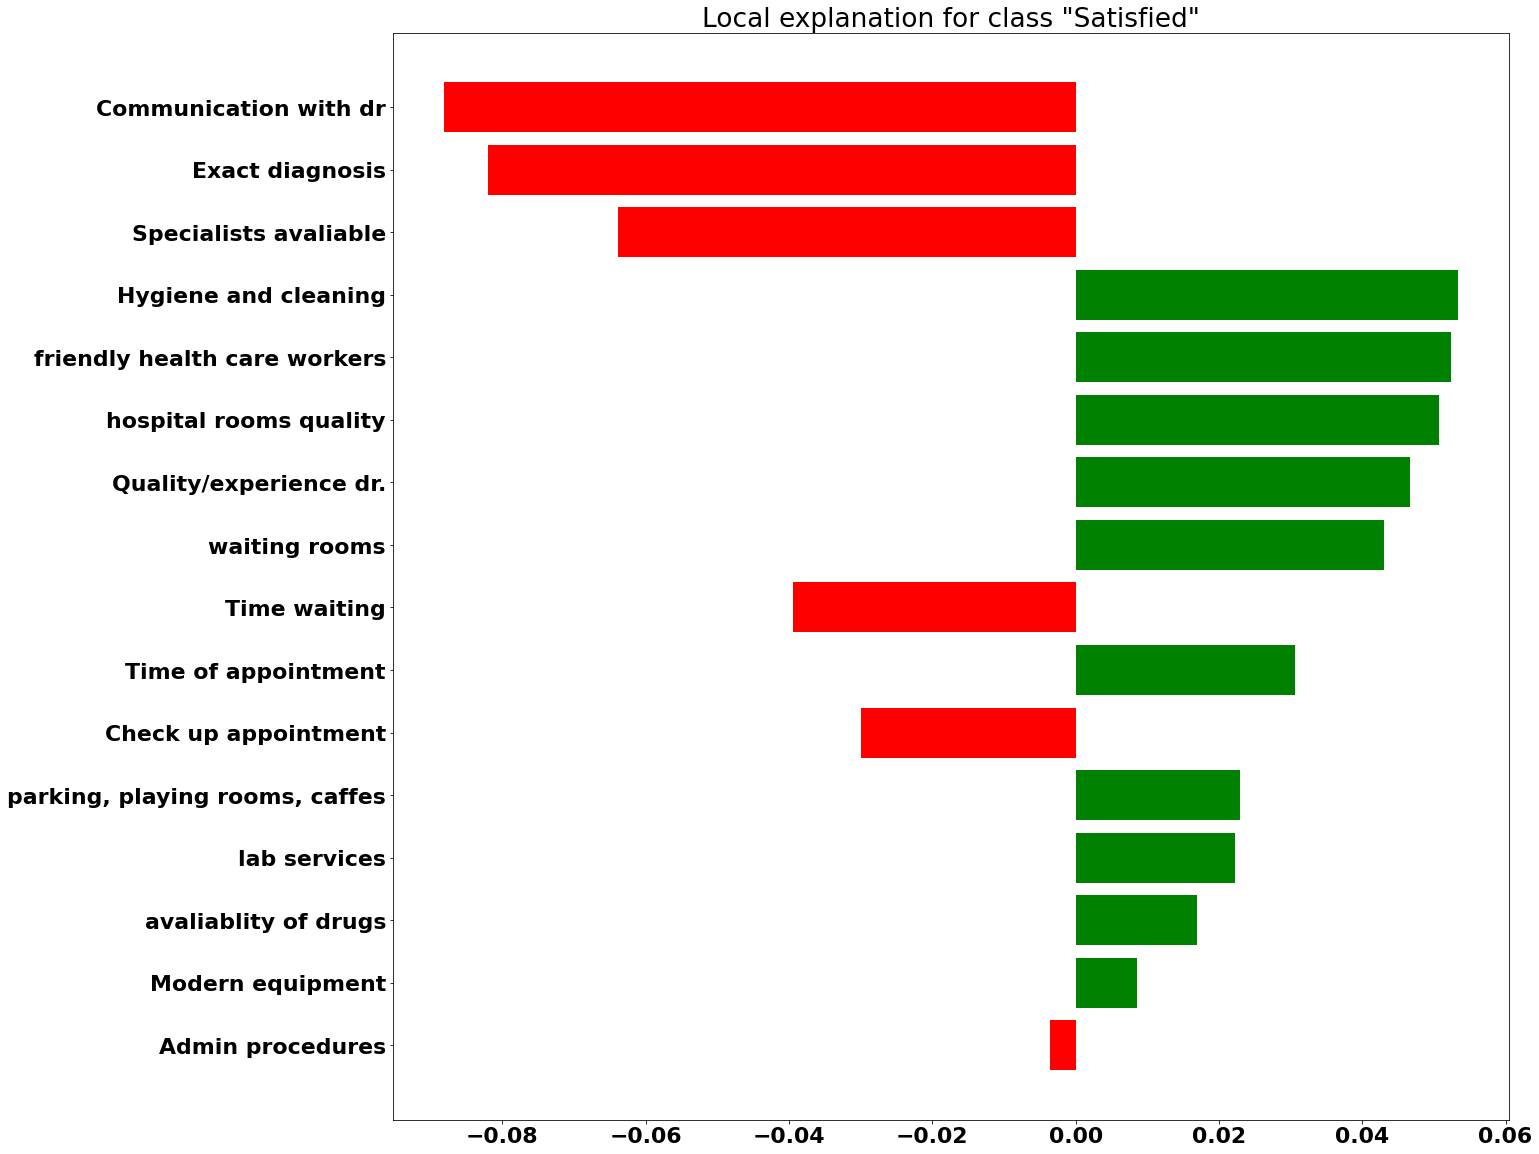 Local explanation for class "Satisfied"
Communication with dr
Exact diagnosis
Specialists avaliable
Hygiene and cleaning
friendly health care workers
hospital rooms quality
Quality/experience dr.
waiting rooms
Time waiting
Time of appointment
Check up appointment
parking, playing rooms, caffes
lab services
avaliablity of drugs
Modern equipment
Admin procedures
−0.08 −0.06 −0.04 −0.02 0.00 0.02 0.04 0.06